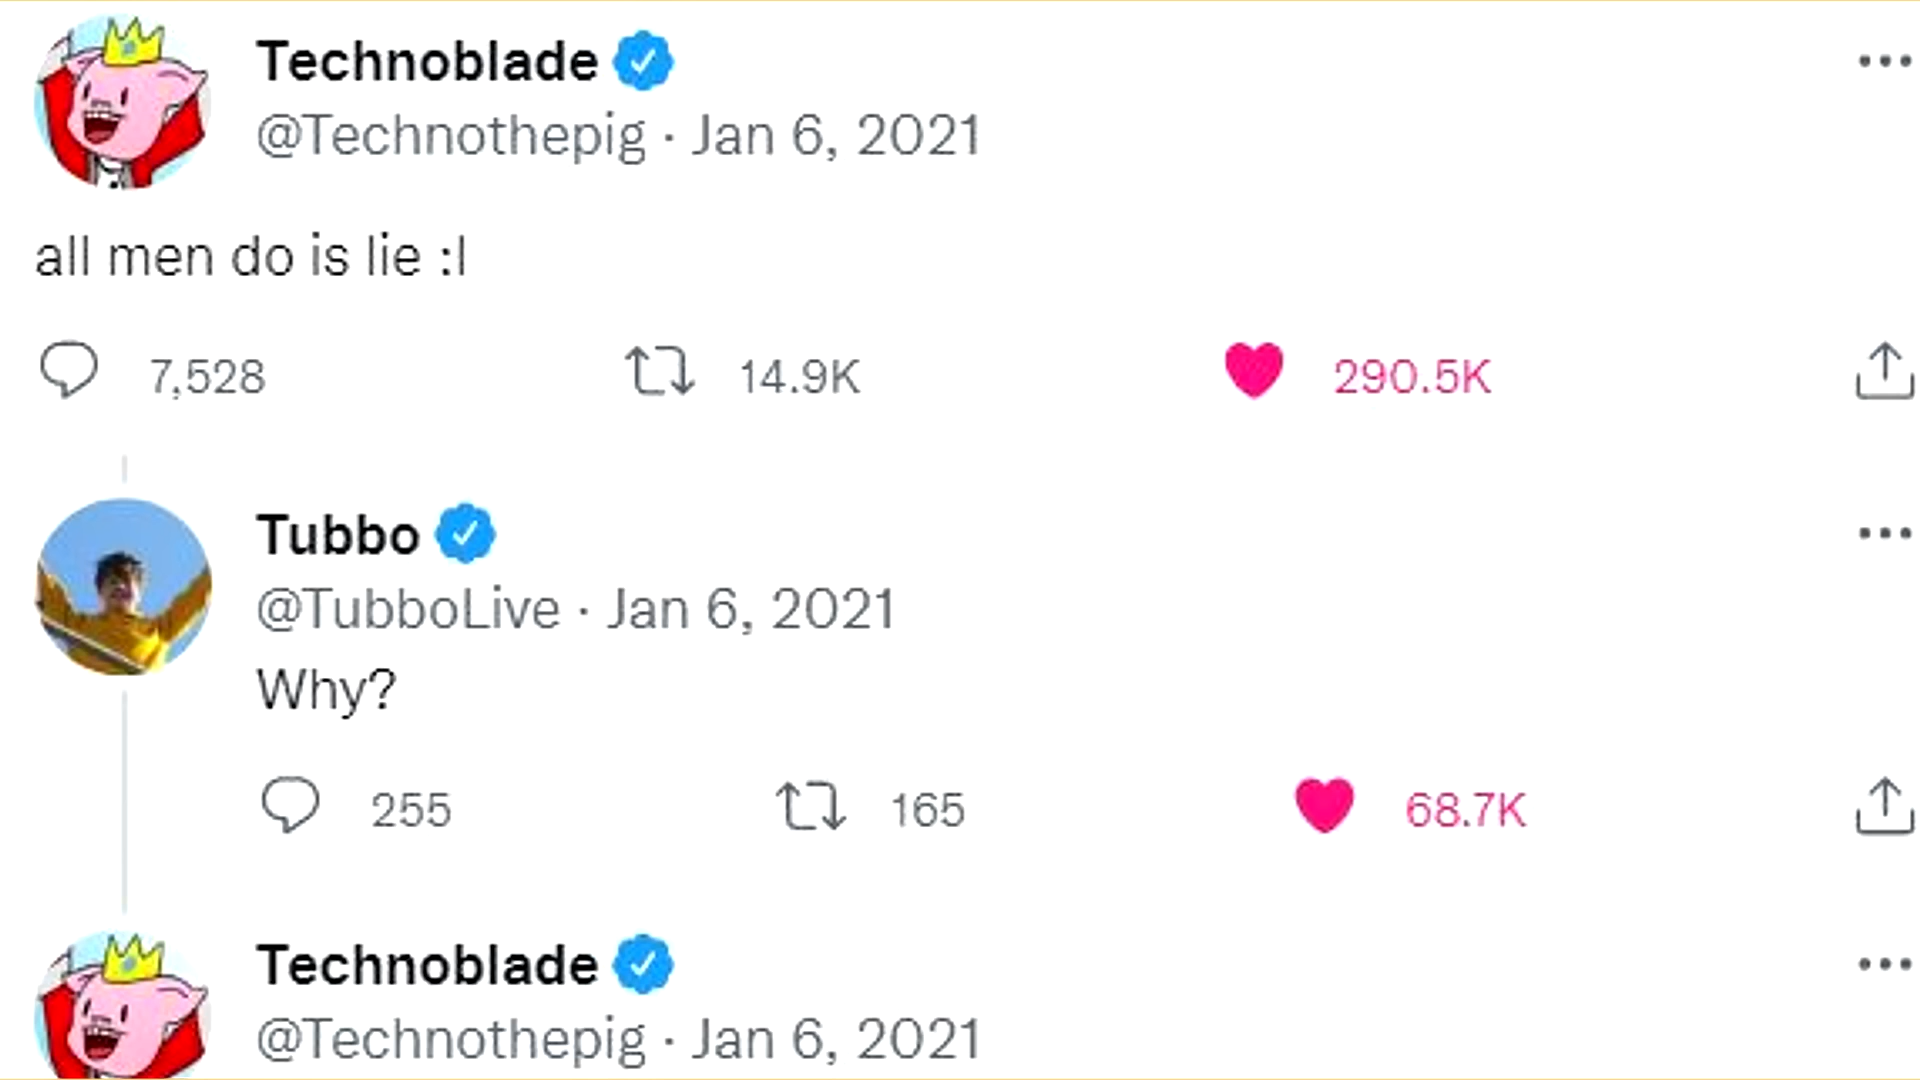 Technoblade
@Technothepig · Jan 6, 2021
all men do is lie :l
7,528 14.9K 290.5K
Tubbo
@TubboLive · Jan 6, 2021
Why?
255 165 68.7K
Technoblade
@Technothepig · Jan 6, 2021